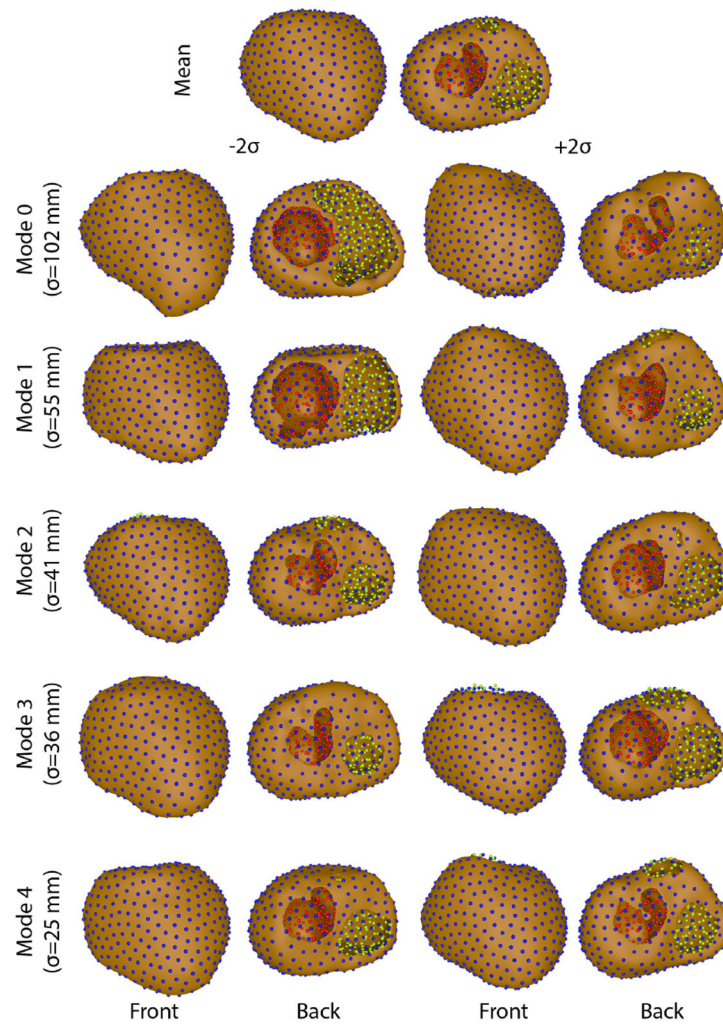 Mean
-2σ
+2σ
Mode 0
(σ=102 mm)
Mode 1
(σ=55 mm)
Mode 2
(σ=41 mm)
Mode 3
(σ=36 mm)
Mode 4
(σ=25 mm)
Front
Back
Front
Back